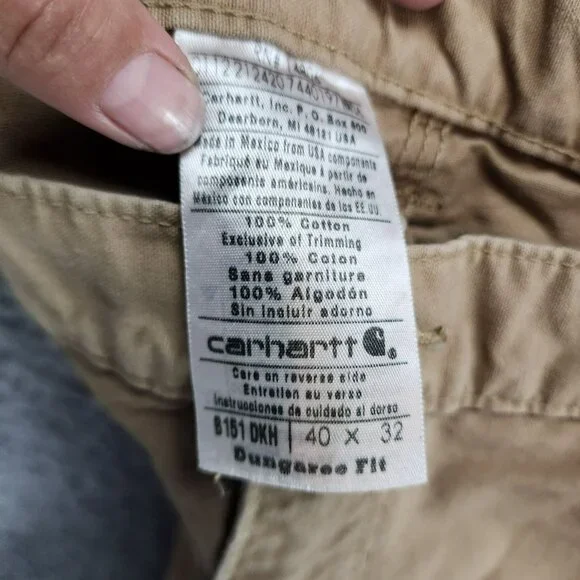 Carhartt, Inc. P.O. Box 600
Dearborn, MI 48121 USA
Made in Mexico from USA components
Fabriqué au Mexique à partir de
composants américains. Hecho en
México con componentes de los EE.UU.
100% Cotton
Exclusive of Trimming
100% Coton
Sans garniture
100% Algodón
Sin incluir adorno
carhartt
Care on reverse side
Entretien au verso
Instrucciones de cuidado al dorso
B151 DKH | 40 X 32
Dungaree Fit